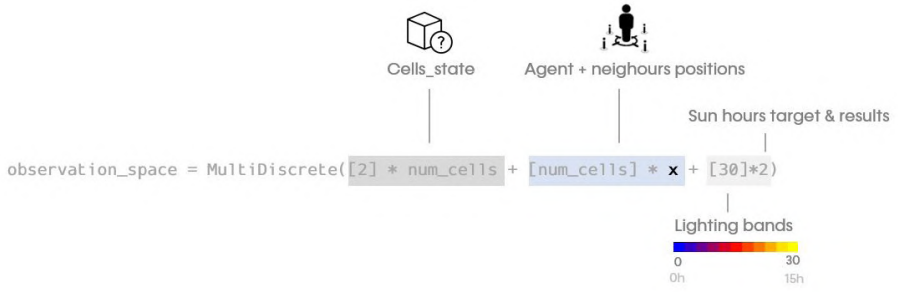 ?
Cells_state
Agent + neighours positions
Sun hours target & results
observation_space = MultiDiscrete([2] * num_cells + [num_cells] * x + [30]*2)
Lighting bands
0 30
0h 15h